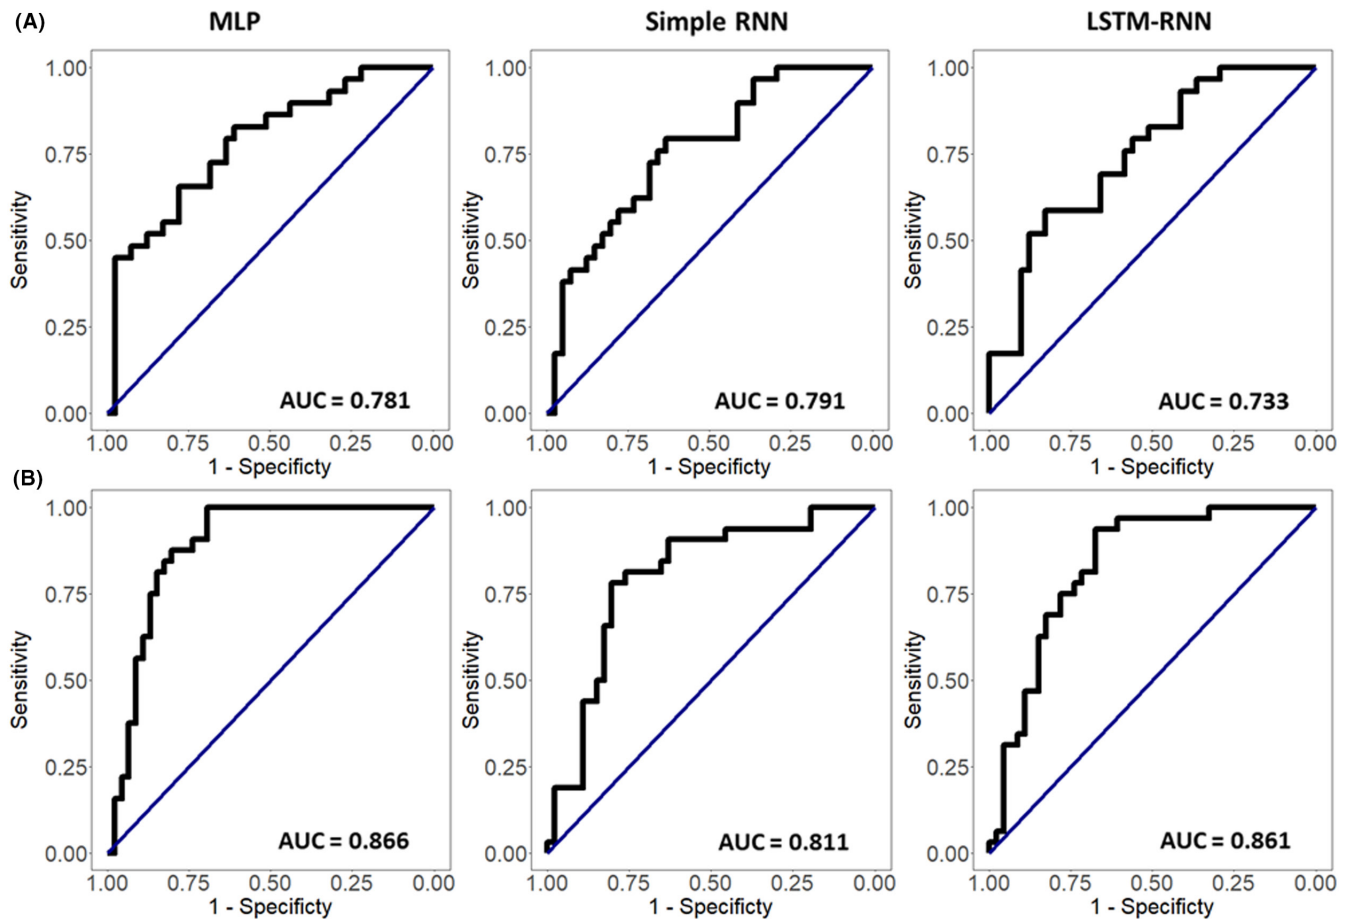 (A) MLP Simple RNN LSTM-RNN
1.00 1.00 1.00
0.75 0.75 0.75
Sensitivity Sensitivity Sensitivity
0.50 0.50 0.50
0.25 0.25 0.25
AUC = 0.781 AUC = 0.791 AUC = 0.733
0.00 0.00 0.00
1.00 0.75 0.50 0.25 0.00 1.00 0.75 0.50 0.25 0.00 1.00 0.75 0.50 0.25 0.00
1 - Specificty 1 - Specificty 1 - Specificty
(B)
1.00 1.00 1.00
0.75 0.75 0.75
Sensitivity Sensitivity Sensitivity
0.50 0.50 0.50
0.25 0.25 0.25
AUC = 0.866 AUC = 0.811 AUC = 0.861
0.00 0.00 0.00
1.00 0.75 0.50 0.25 0.00 1.00 0.75 0.50 0.25 0.00 1.00 0.75 0.50 0.25 0.00
1 - Specificty 1 - Specificty 1 - Specificty